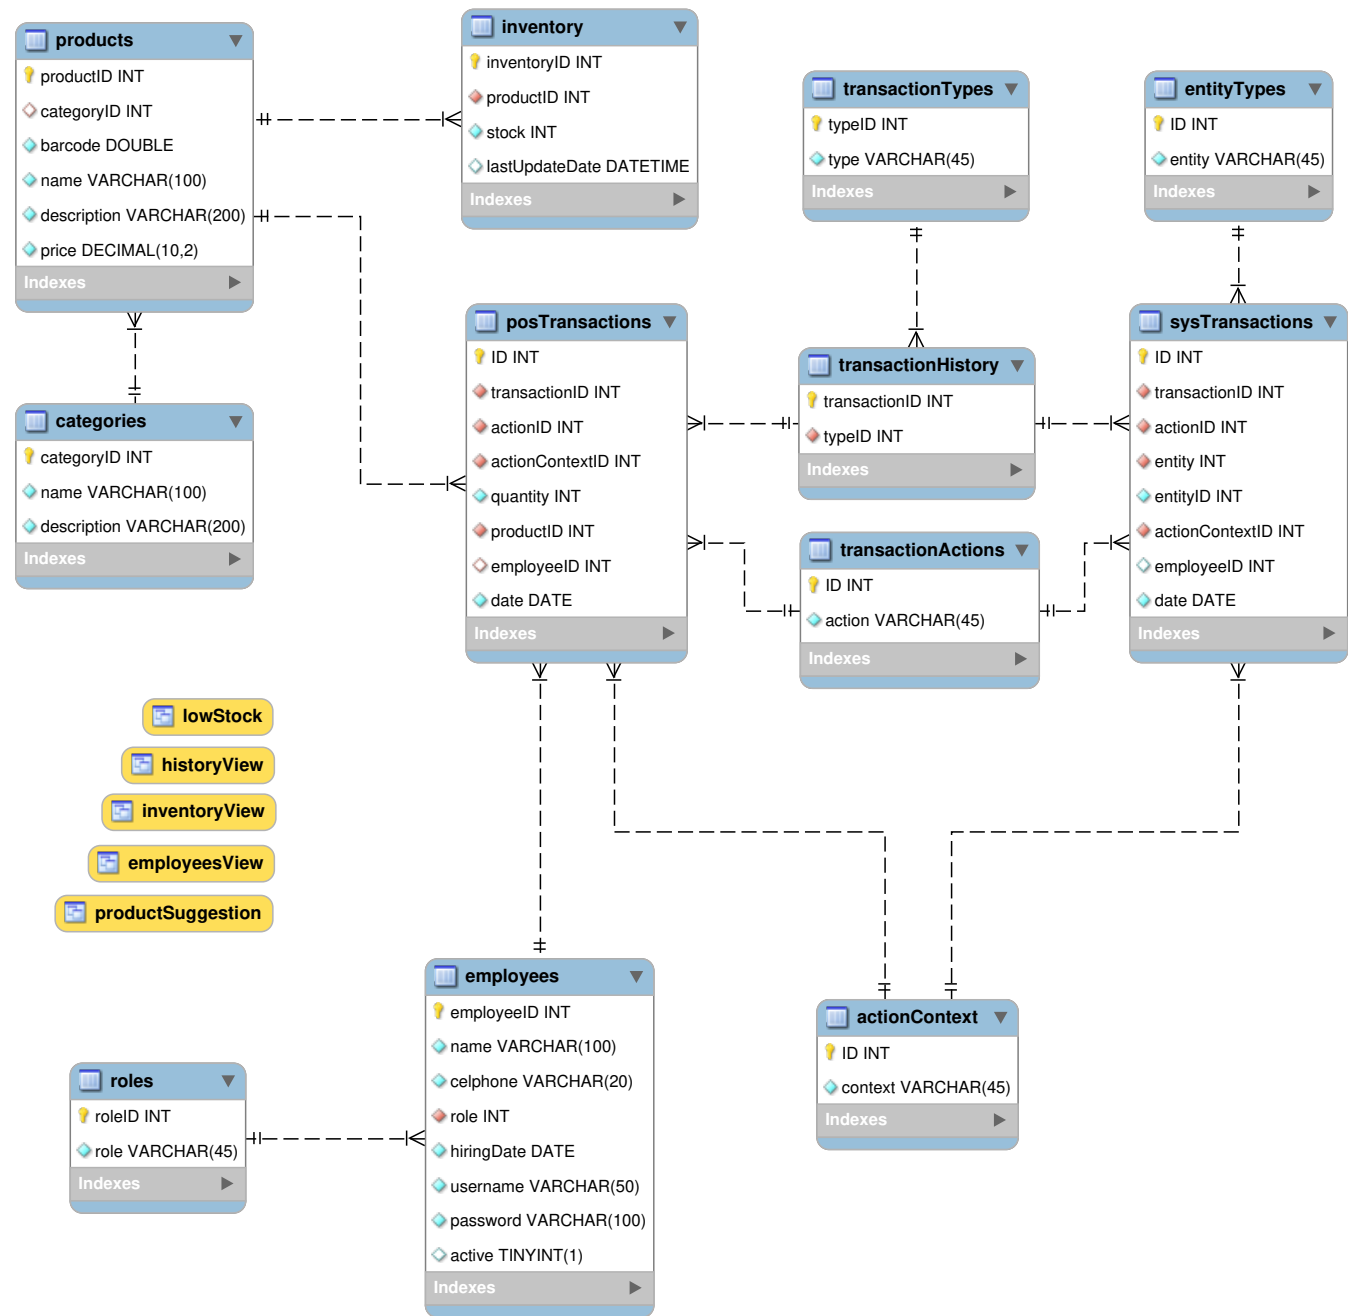 products
productID INT
categoryID INT
barcode DOUBLE
name VARCHAR(100)
description VARCHAR(200)
price DECIMAL(10,2)
Indexes
inventory
inventoryID INT
productID INT
stock INT
lastUpdateDate DATETIME
Indexes
transactionTypes
typeID INT
type VARCHAR(45)
Indexes
entityTypes
ID INT
entity VARCHAR(45)
Indexes
categories
categoryID INT
name VARCHAR(100)
description VARCHAR(200)
Indexes
posTransactions
ID INT
transactionID INT
actionID INT
actionContextID INT
quantity INT
productID INT
employeeID INT
date DATE
Indexes
transactionHistory
transactionID INT
typeID INT
Indexes
transactionActions
ID INT
action VARCHAR(45)
Indexes
sysTransactions
ID INT
transactionID INT
actionID INT
entity INT
entityID INT
actionContextID INT
employeeID INT
date DATE
Indexes
lowStock
historyView
inventoryView
employeesView
productSuggestion
employees
employeeID INT
name VARCHAR(100)
celphone VARCHAR(20)
role INT
hiringDate DATE
username VARCHAR(50)
password VARCHAR(100)
active TINYINT(1)
Indexes
roles
roleID INT
role VARCHAR(45)
Indexes
actionContext
ID INT
context VARCHAR(45)
Indexes